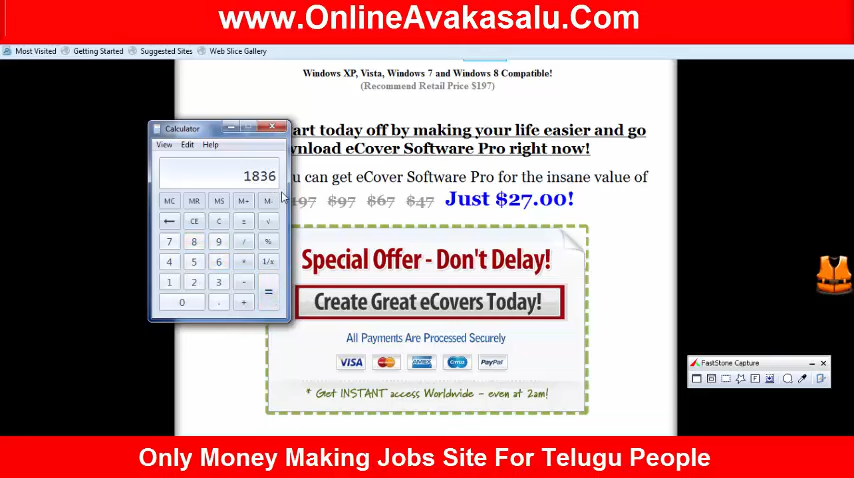 www.OnlineAvakasalu.Com
Most Visited Getting Started Suggested Sites Web Slice Gallery
Windows XP, Vista, Windows 7 and Windows 8 Compatible!
(Recommend Retail Price $197)
Calculator
View Edit Help
1836
MC MR MS M+ M-
← CE C ± √
7 8 9 / %
4 5 6 * 1/x
1 2 3 - =
0 . +
art today off by making your life easier and go
wnload eCover Software Pro right now!
u can get eCover Software Pro for the insane value of
197 $97 $67 $47 Just $27.00!
Special Offer - Don't Delay!
Create Great eCovers Today!
All Payments Are Processed Securely
VISA PayPal
* Get INSTANT access Worldwide - even at 2am!
FastStone Capture
Only Money Making Jobs Site For Telugu People